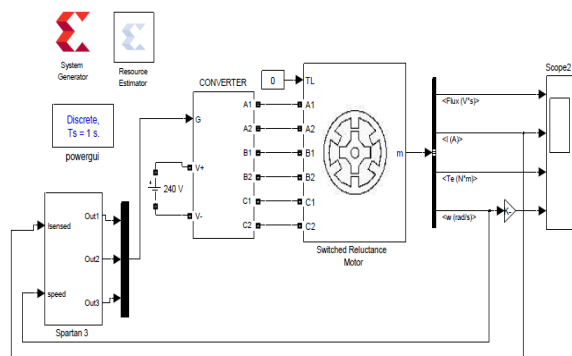 System
Generator
Resource
Estimator
Discrete,
Ts = 1 s.
powergui
CONVERTER
G
V+
V-
A1
A2
B1
B2
C1
C2
240 V
0
TL
A1
A2
B1
B2
C1
C2
m
Switched Reluctance
Motor
<Flux (V*s)>
<I (A)>
<Te (N*m)>
<w (rad/s)>
K-
Scope2
Isensed
speed
Out1
Out2
Out3
Spartan 3